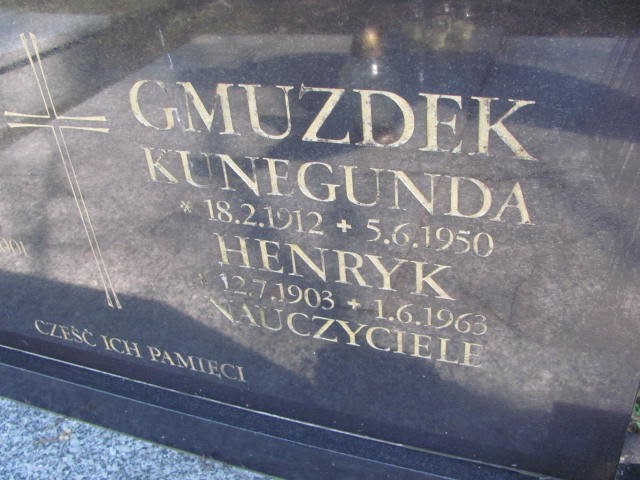 GMUZDEK
KUNEGUNDA
* 18.2.1912 + 5.6.1950
HENRYK
* 12.7.1903 + 1.6.1963
NAUCZYCIELE
CZEŚĆ ICH PAMIĘCI